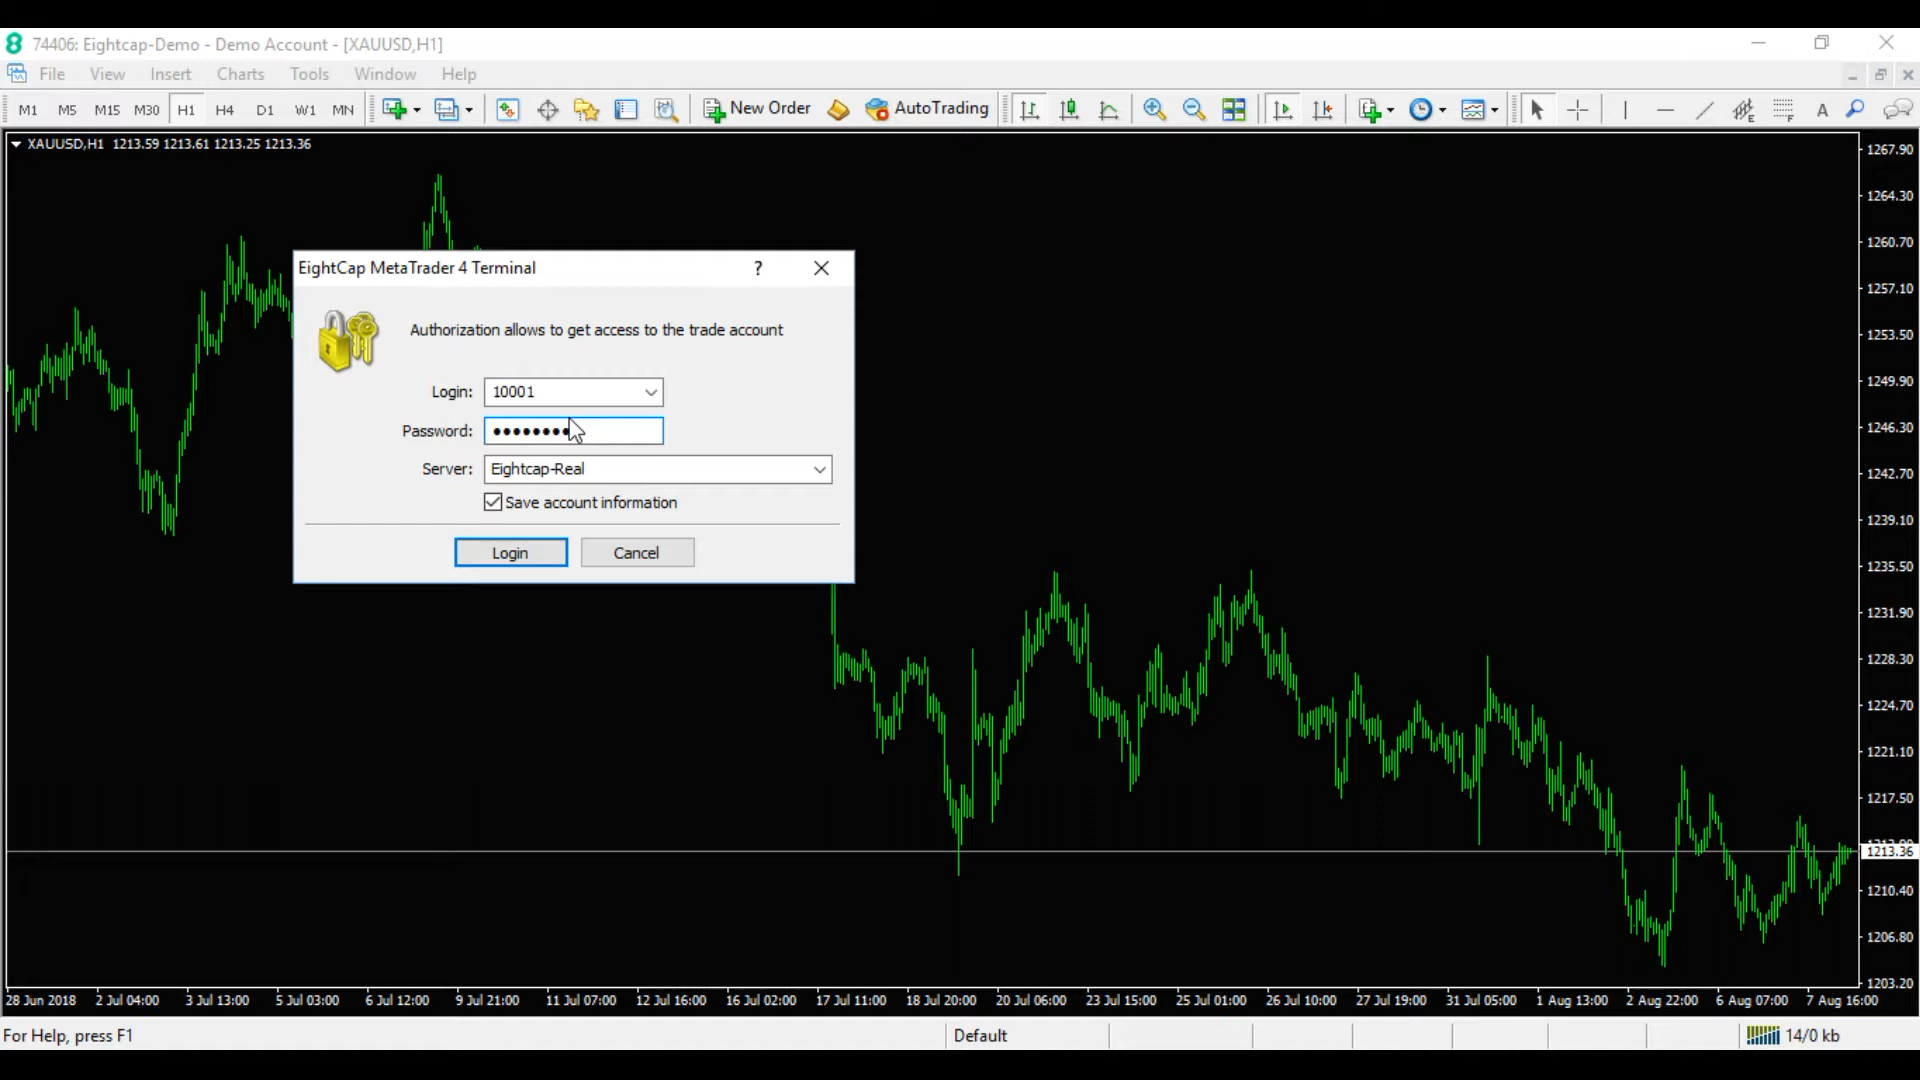 74406: Eightcap-Demo - Demo Account - [XAUUSD,H1]
File View Insert Charts Tools Window Help
M1 M5 M15 M30 H1 H4 D1 W1 MN New Order AutoTrading
XAUUSD,H1 1213.59 1213.61 1213.25 1213.36
1267.90
1264.30
1260.70
1257.10
1253.50
1249.90
1246.30
1242.70
1239.10
1235.50
1231.90
1228.30
1224.70
1221.10
1217.50
1213.36
1210.40
1206.80
1203.20
EightCap MetaTrader 4 Terminal
Authorization allows to get access to the trade account
Login: 10001
Password: ••••••••
Server: Eightcap-Real
Save account information
Login Cancel
28 Jun 2018 2 Jul 04:00 3 Jul 13:00 5 Jul 03:00 6 Jul 12:00 9 Jul 21:00 11 Jul 07:00 12 Jul 16:00 16 Jul 02:00 17 Jul 11:00 18 Jul 20:00 20 Jul 06:00 23 Jul 15:00 25 Jul 01:00 26 Jul 10:00 27 Jul 19:00 31 Jul 05:00 1 Aug 13:00 2 Aug 22:00 6 Aug 07:00 7 Aug 16:00
For Help, press F1 Default 14/0 kb